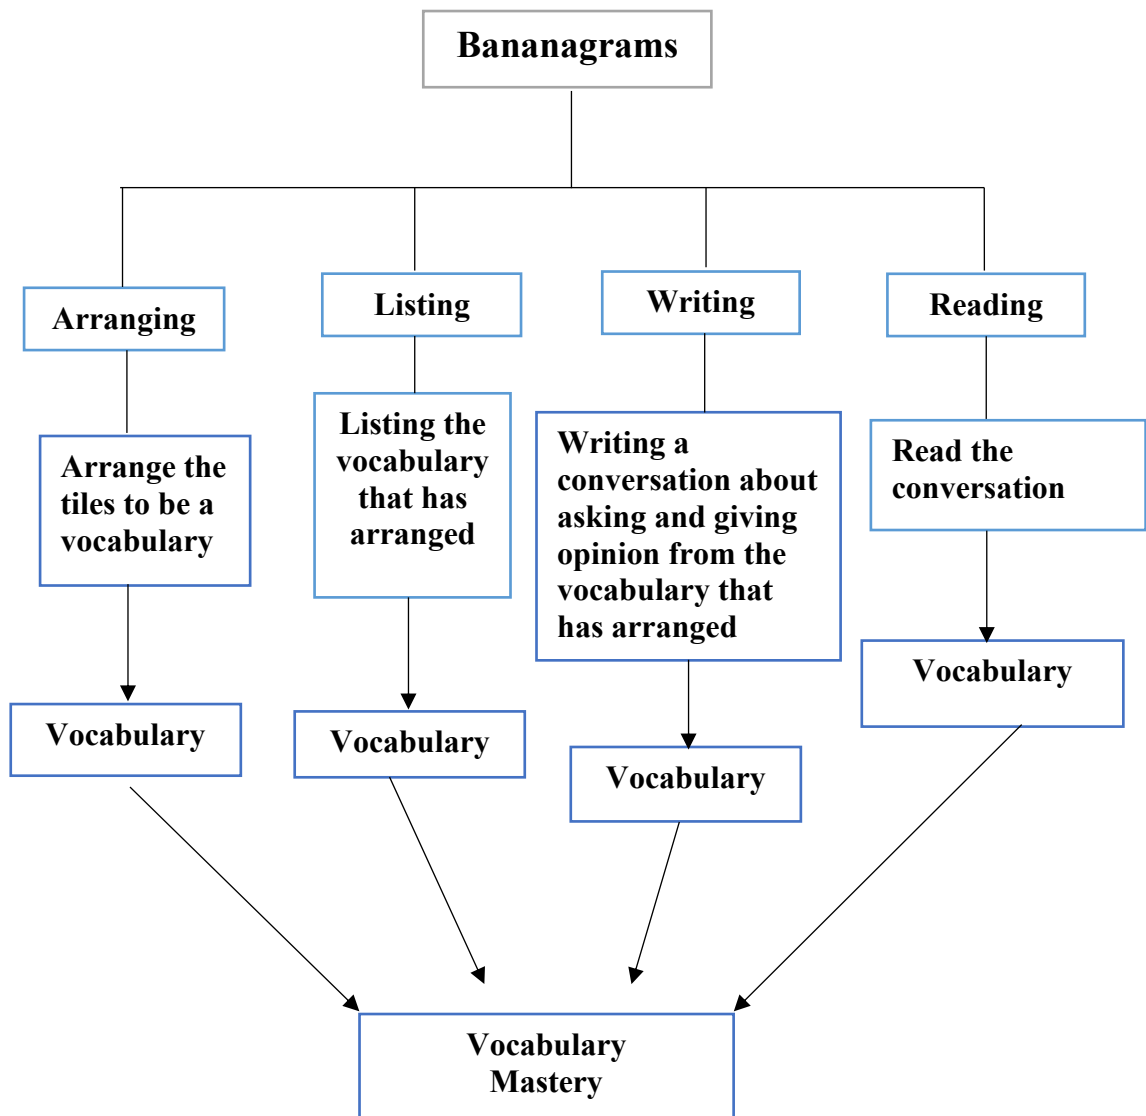 Bananagrams
Arranging
Listing
Writing
Reading
Arrange the
tiles to be a
vocabulary
Listing the
vocabulary
that has
arranged
Writing a
conversation about
asking and giving
opinion from the
vocabulary that
has arranged
Read the
conversation
Vocabulary
Vocabulary
Vocabulary
Vocabulary
Vocabulary
Mastery